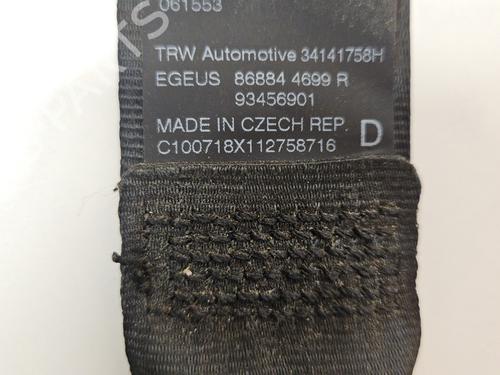 061553
TRW Automotive 34141758H
EGEUS 86884 4699 R
93456901
MADE IN CZECH REP. D
C100718X112758716